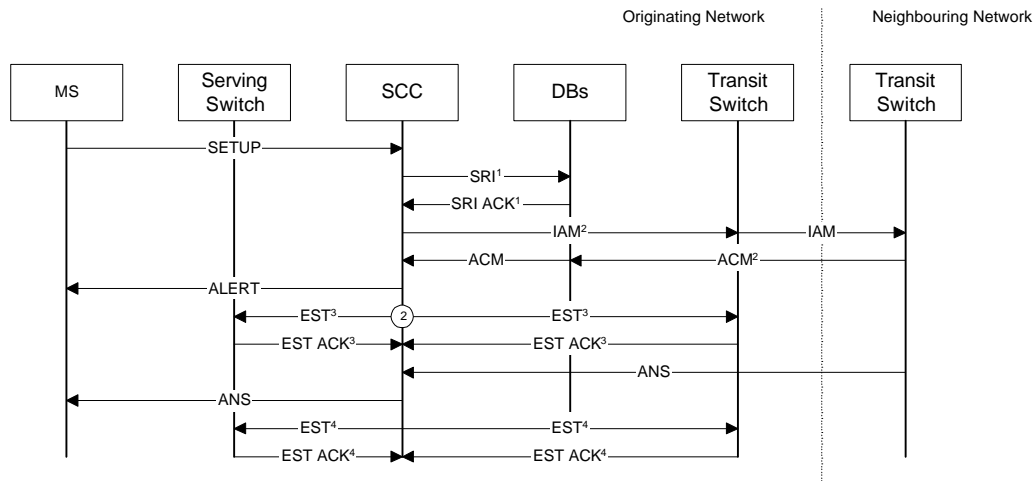 Originating Network
Neighbouring Network
MS
Serving
Switch
SCC
DBs
Transit
Switch
Transit
Switch
SETUP
SRI¹
SRI ACK¹
IAM²
IAM
ACM
ACM²
ALERT
EST³
2
EST³
EST ACK³
EST ACK³
ANS
ANS
EST⁴
EST⁴
EST ACK⁴
EST ACK⁴